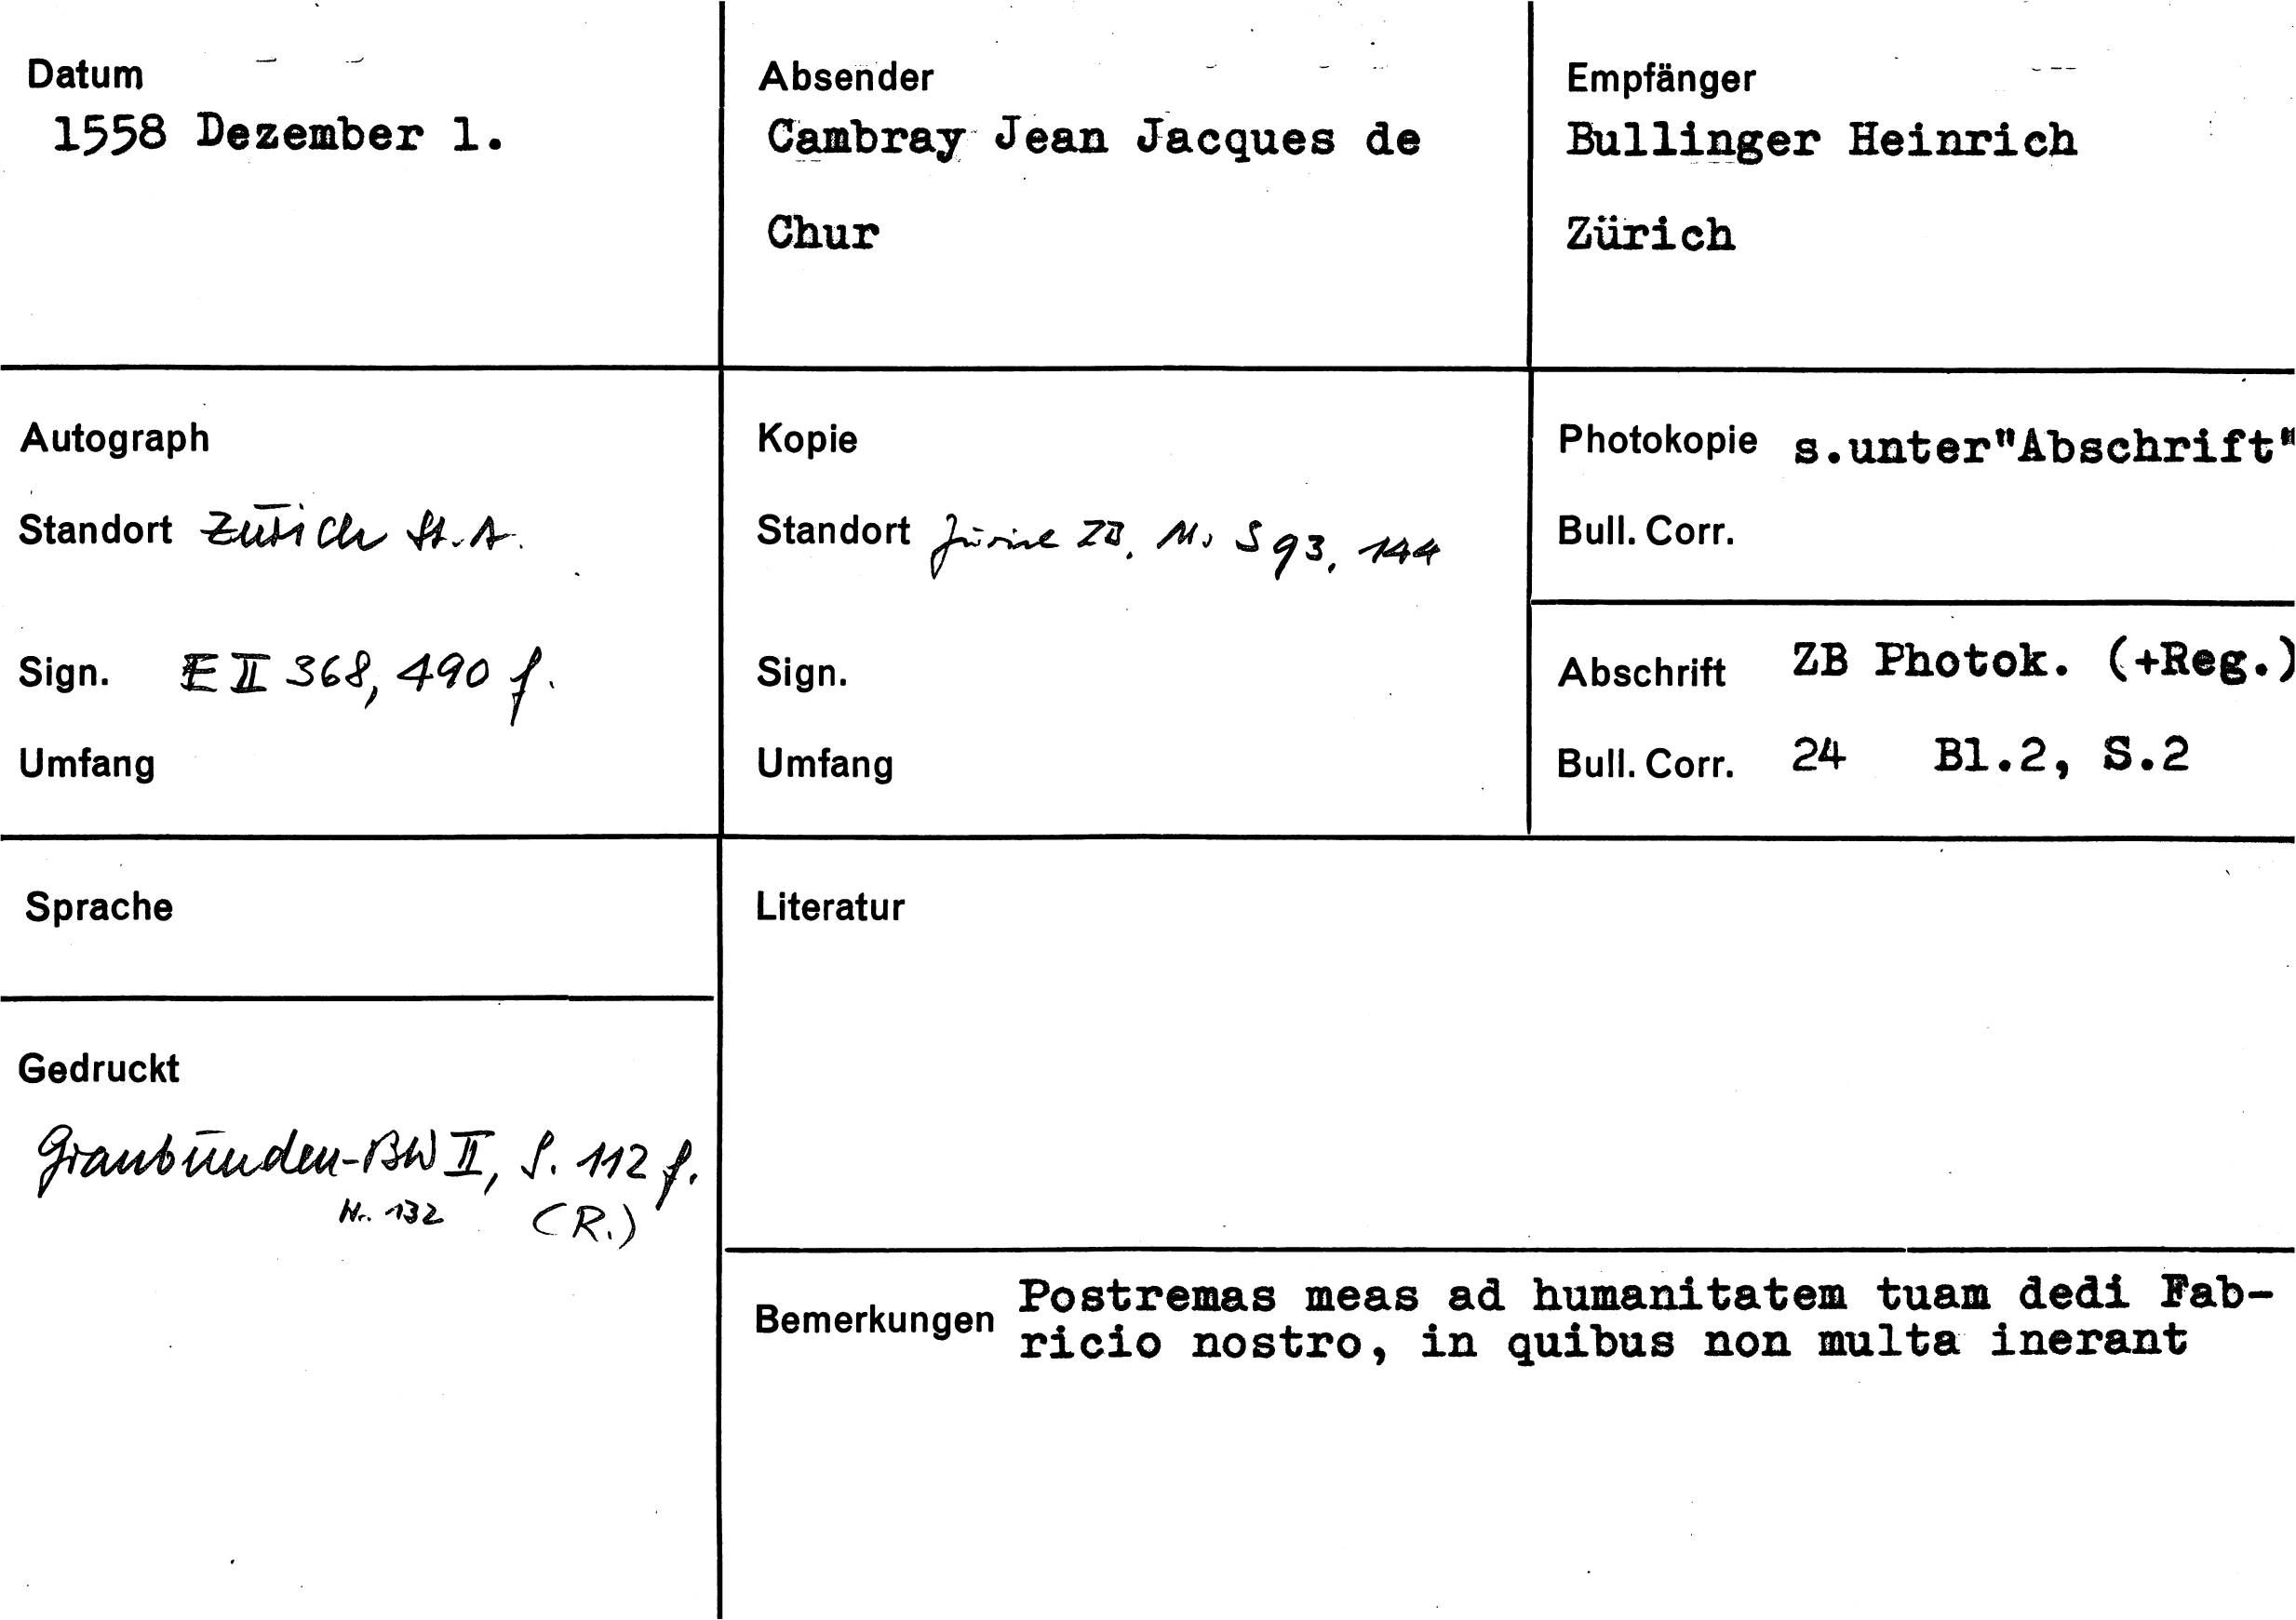 Datum
1558 Dezember 1.
Absender
Cambray Jean Jacques de
Chur
Empfänger
Bullinger Heinrich
Zürich
Autograph
Standort Zürich St.A.
Sign. E II 368, 490 f.
Umfang
Kopie
Standort Zürich ZB, Ms S 93, 144
Sign.
Umfang
Photokopie s.unter"Abschrift"
Bull. Corr.
Abschrift ZB Photok. (+Reg.)
Bull. Corr. 24 Bl.2, S.2
Sprache
Literatur
Gedruckt
Graubünden-BW II, S. 112 f.
Nr. 132 (R.)
Bemerkungen Postremas meas ad humanitatem tuam dedi Fab-
ricio nostro, in quibus non multa inerant